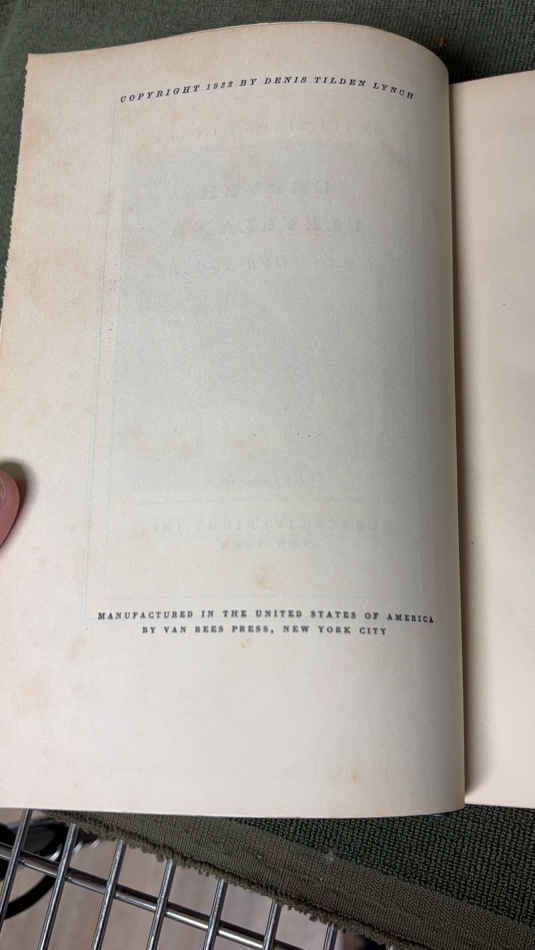 COPYRIGHT 1932 BY DENIS TILDEN LYNCH
MANUFACTURED IN THE UNITED STATES OF AMERICA
BY VAN REES PRESS, NEW YORK CITY